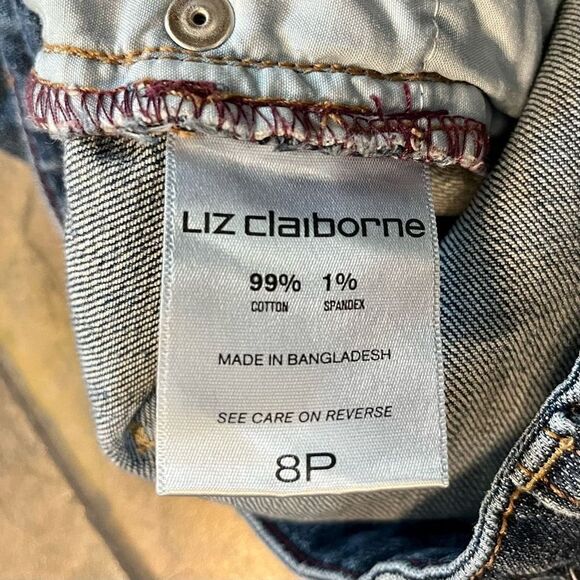 LIZ claiborne
99% 1%
COTTON SPANDEX
MADE IN BANGLADESH
SEE CARE ON REVERSE
8P